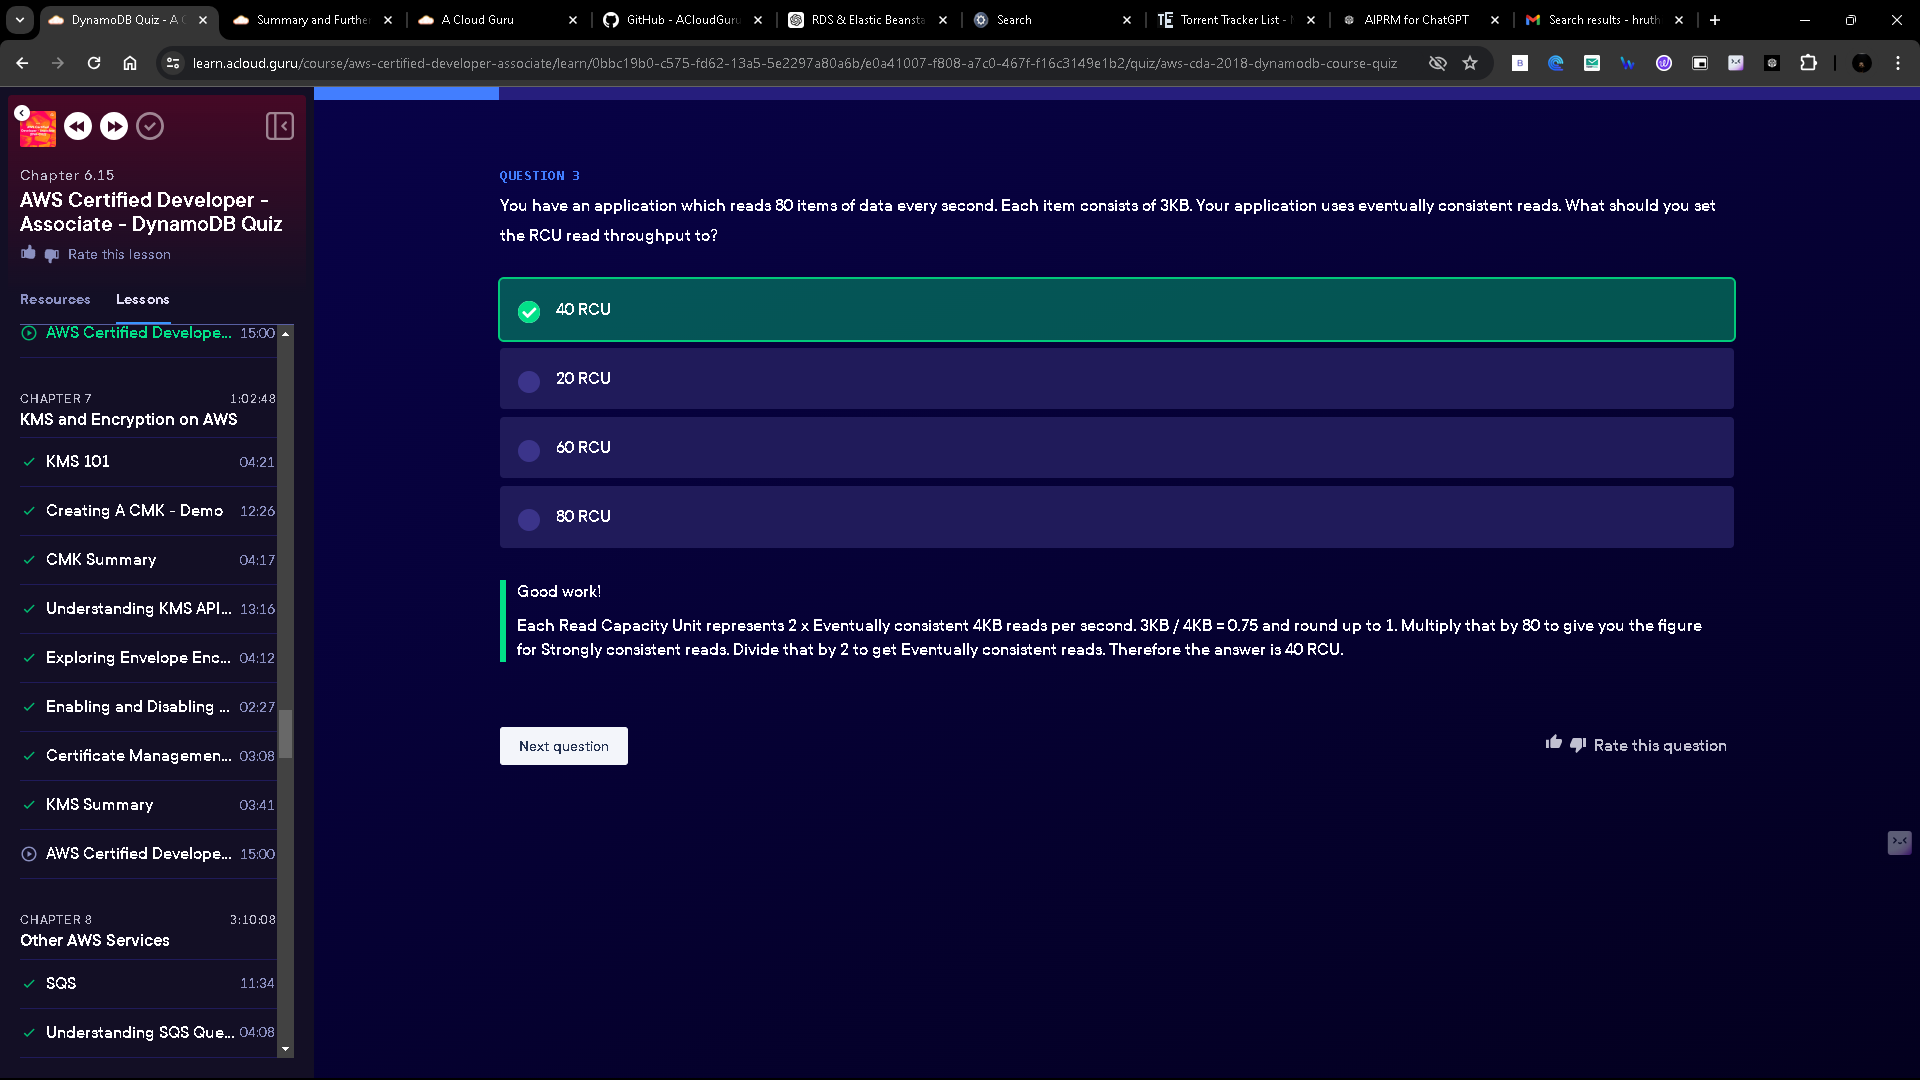 DynamoDB Quiz - A C
Summary and Further
A Cloud Guru
GitHub - ACloudGuru
RDS & Elastic Beansta
Search
Torrent Tracker List -
AIPRM for ChatGPT
Search results - hruth
learn.acloud.guru/course/aws-certified-developer-associate/learn/0bbc19b0-c575-fd62-13a5-5e2297a80a6b/e0a41007-f808-a7c0-467f-f16c3149e1b2/quiz/aws-cda-2018-dynamodb-course-quiz
Chapter 6.15
AWS Certified Developer -
Associate - DynamoDB Quiz
Rate this lesson
Resources
Lessons
AWS Certified Develope... 15:00
CHAPTER 7 1:02:48
KMS and Encryption on AWS
KMS 101 04:21
Creating A CMK - Demo 12:26
CMK Summary 04:17
Understanding KMS API... 13:16
Exploring Envelope Enc... 04:12
Enabling and Disabling ... 02:27
Certificate Managemen... 03:08
KMS Summary 03:41
AWS Certified Develope... 15:00
CHAPTER 8 3:10:08
Other AWS Services
SQS 11:34
Understanding SQS Que... 04:08
QUESTION 3
You have an application which reads 80 items of data every second. Each item consists of 3KB. Your application uses eventually consistent reads. What should you set
the RCU read throughput to?
40 RCU
20 RCU
60 RCU
80 RCU
Good work!
Each Read Capacity Unit represents 2 x Eventually consistent 4KB reads per second. 3KB / 4KB = 0.75 and round up to 1. Multiply that by 80 to give you the figure
for Strongly consistent reads. Divide that by 2 to get Eventually consistent reads. Therefore the answer is 40 RCU.
Next question
Rate this question